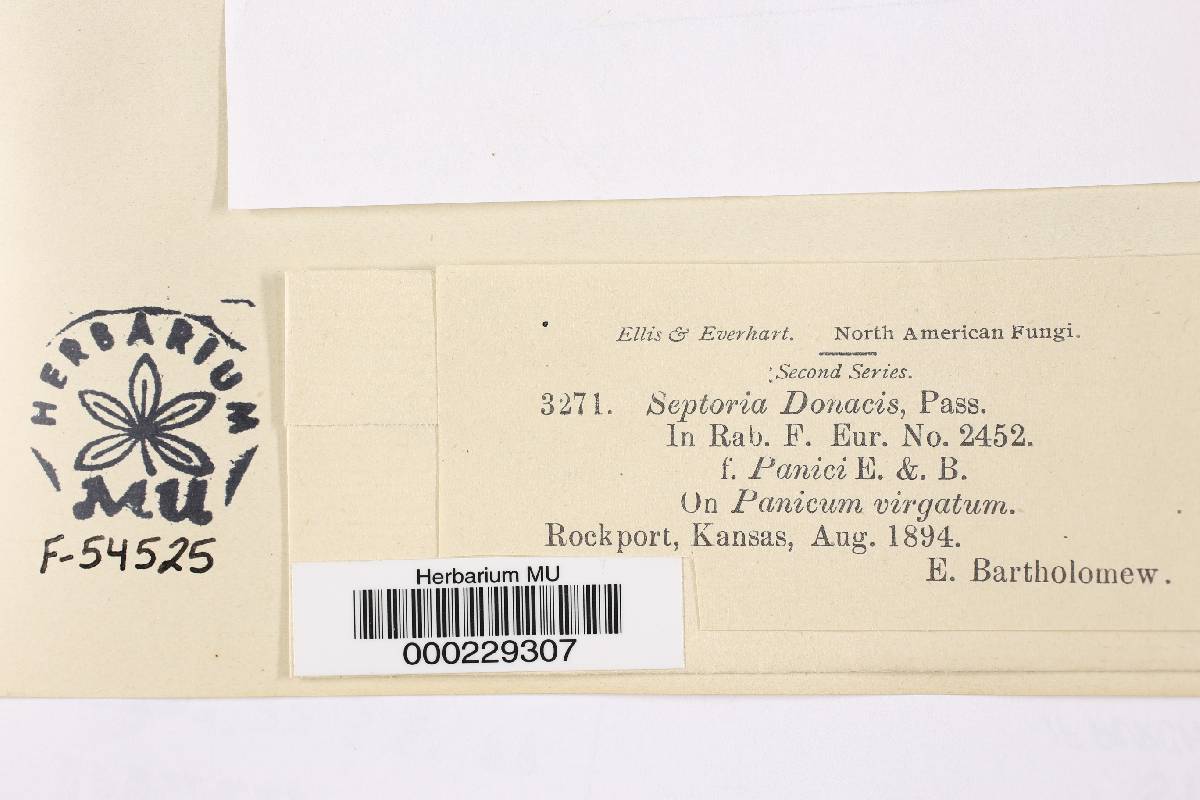 HERBARIUM
MU
F-54525
Ellis & Everhart. North American Fungi.
Second Series.
3271. Septoria Donacis, Pass.
In Rab. F. Eur. No. 2452.
f. Panici E. &. B.
On Panicum virgatum.
Rockport, Kansas, Aug. 1894.
E. Bartholomew.
Herbarium MU
000229307